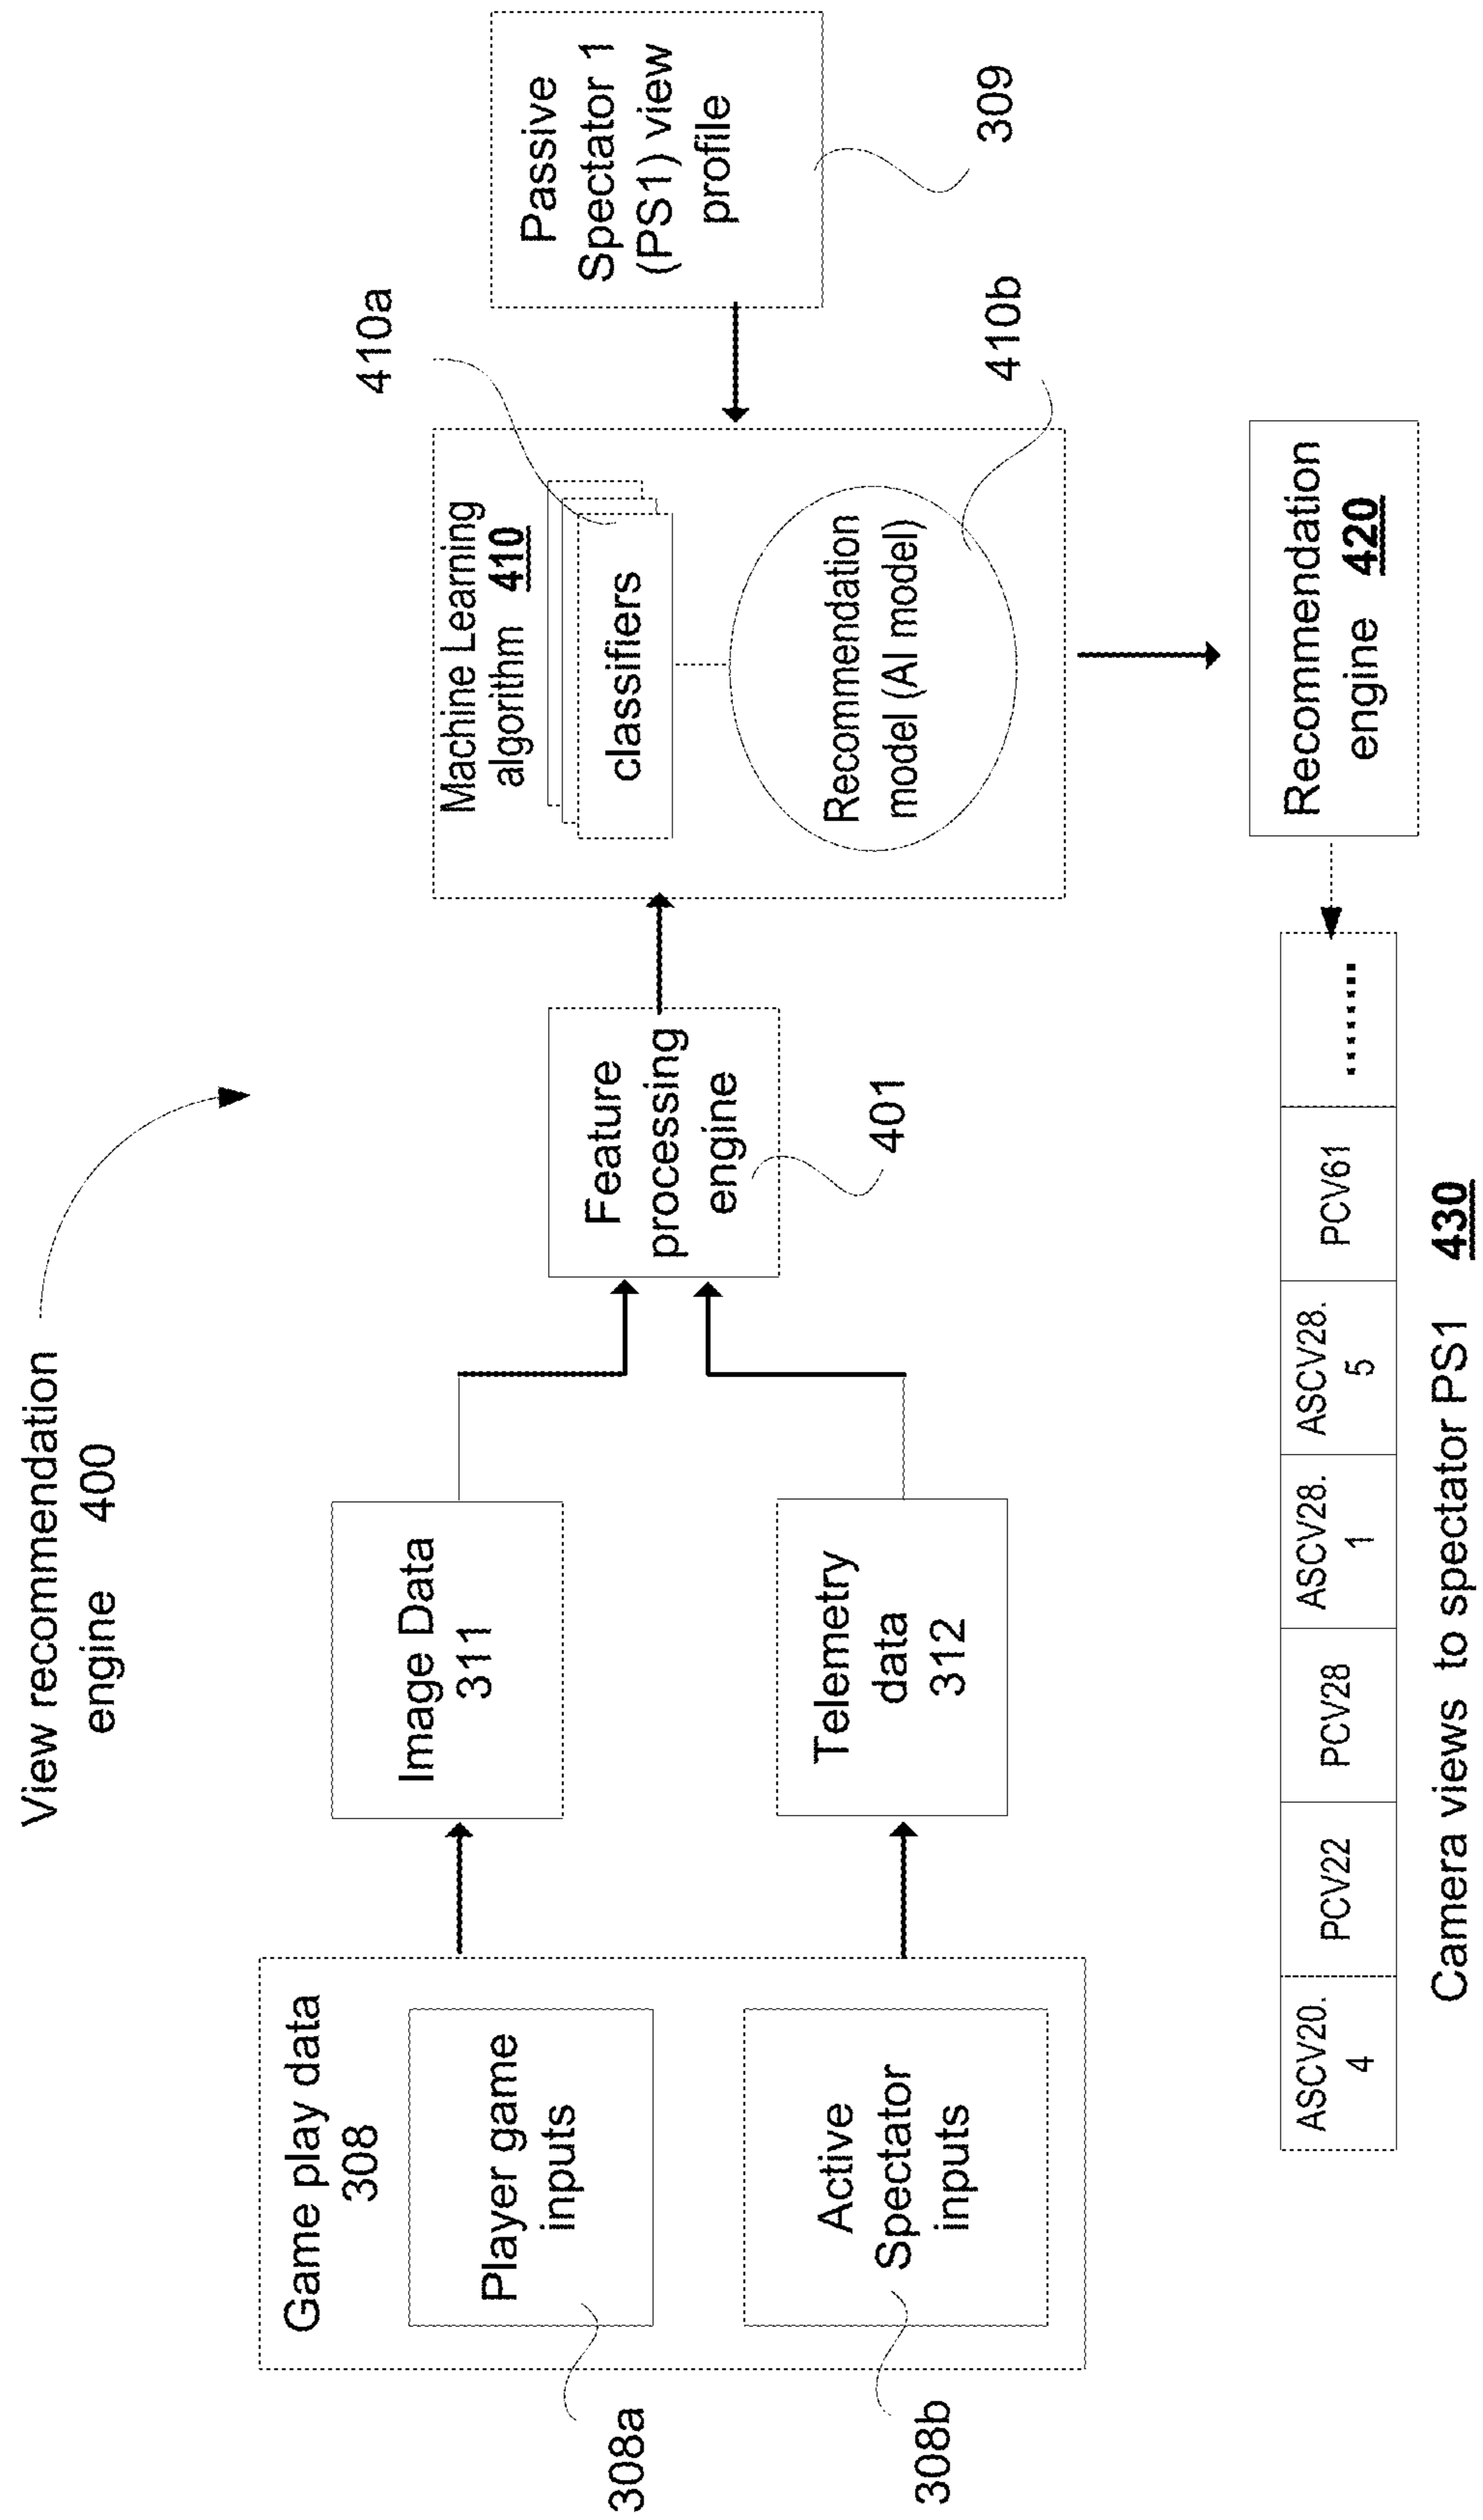 View recommendation
engine 400
Game play data
308
Player game
inputs
308a
Active
Spectator
inputs
308b
Image Data
311
Telemetry
data
312
Feature
processing
engine
401
Machine Learning
algorithm 410
classifiers
410a
Recommendation
model (AI model)
410b
Passive
Spectator 1
(PS1) view
profile
309
Recommendation
engine 420
ASCV20.
4
PCV22
PCV28
ASCV28.
1
ASCV28.
5
PCV61
........
Camera views to spectator PS1 430